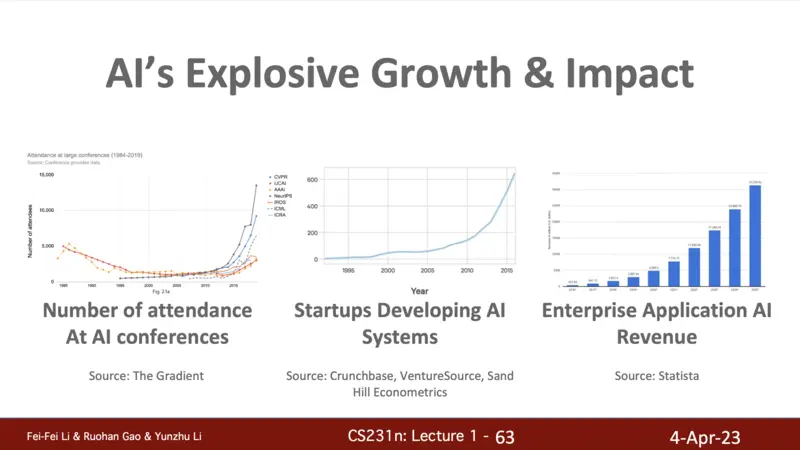 AI's Explosive Growth & Impact
Attendance at large conferences (1984-2019)
Source: Conference provider data.
15,000
10,000
5,000
0
Number of attendees
1985
1990
1995
2000
2005
2010
2015
Fig. 2.1a
CVPR
IJCAI
AAAI
NeurIPS
IROS
ICML
ICRA
Number of attendance
At AI conferences
Source: The Gradient
600
400
200
0
1995
2000
2005
2010
2015
Year
Startups Developing AI
Systems
Source: Crunchbase, VentureSource, Sand
Hill Econometrics
Enterprise Application AI
Revenue
Source: Statista
Fei-Fei Li & Ruohan Gao & Yunzhu Li
CS231n: Lecture 1 - 63
4-Apr-23